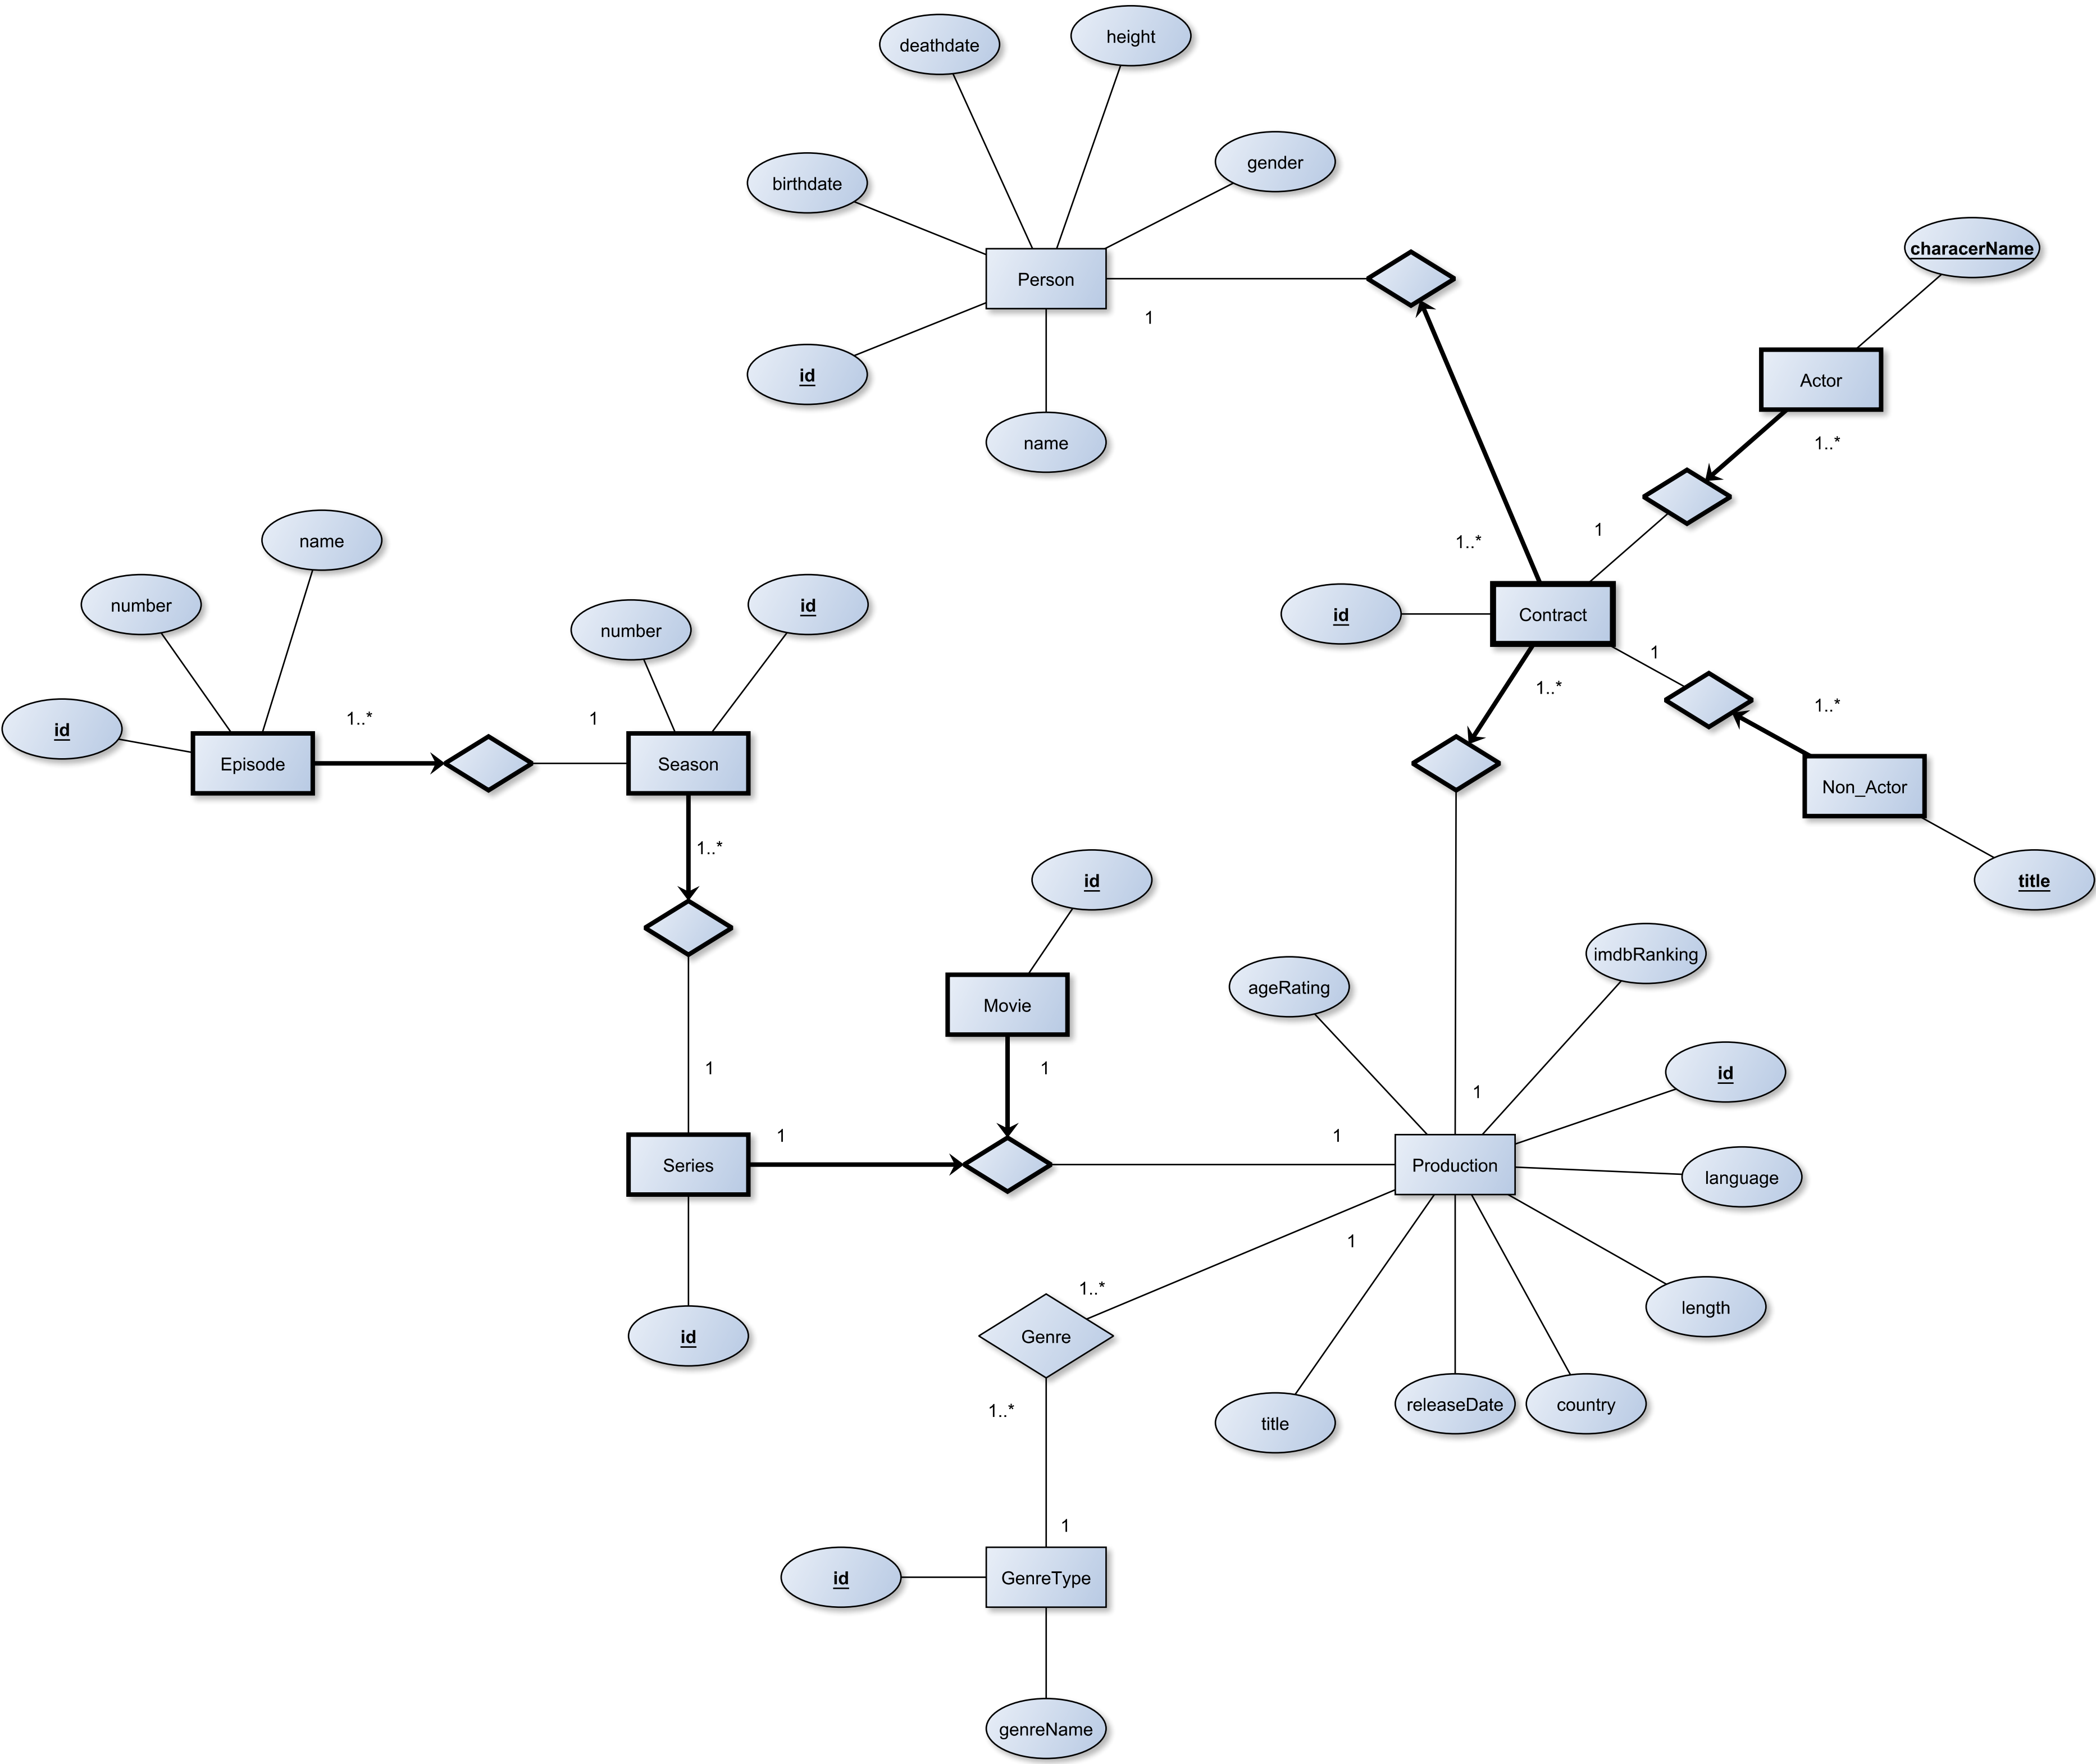 deathdate
height
birthdate
gender
Person
1
id
name
characerName
Actor
1..*
1
1..*
id
Contract
1
1..*
1..*
Non_Actor
title
name
number
id
Episode
1..*
1
number
id
Season
1..*
1
id
Movie
1
Series
1
1
id
ageRating
imdbRanking
1
id
Production
language
length
country
releaseDate
title
1
1..*
Genre
1..*
1
id
GenreType
genreName